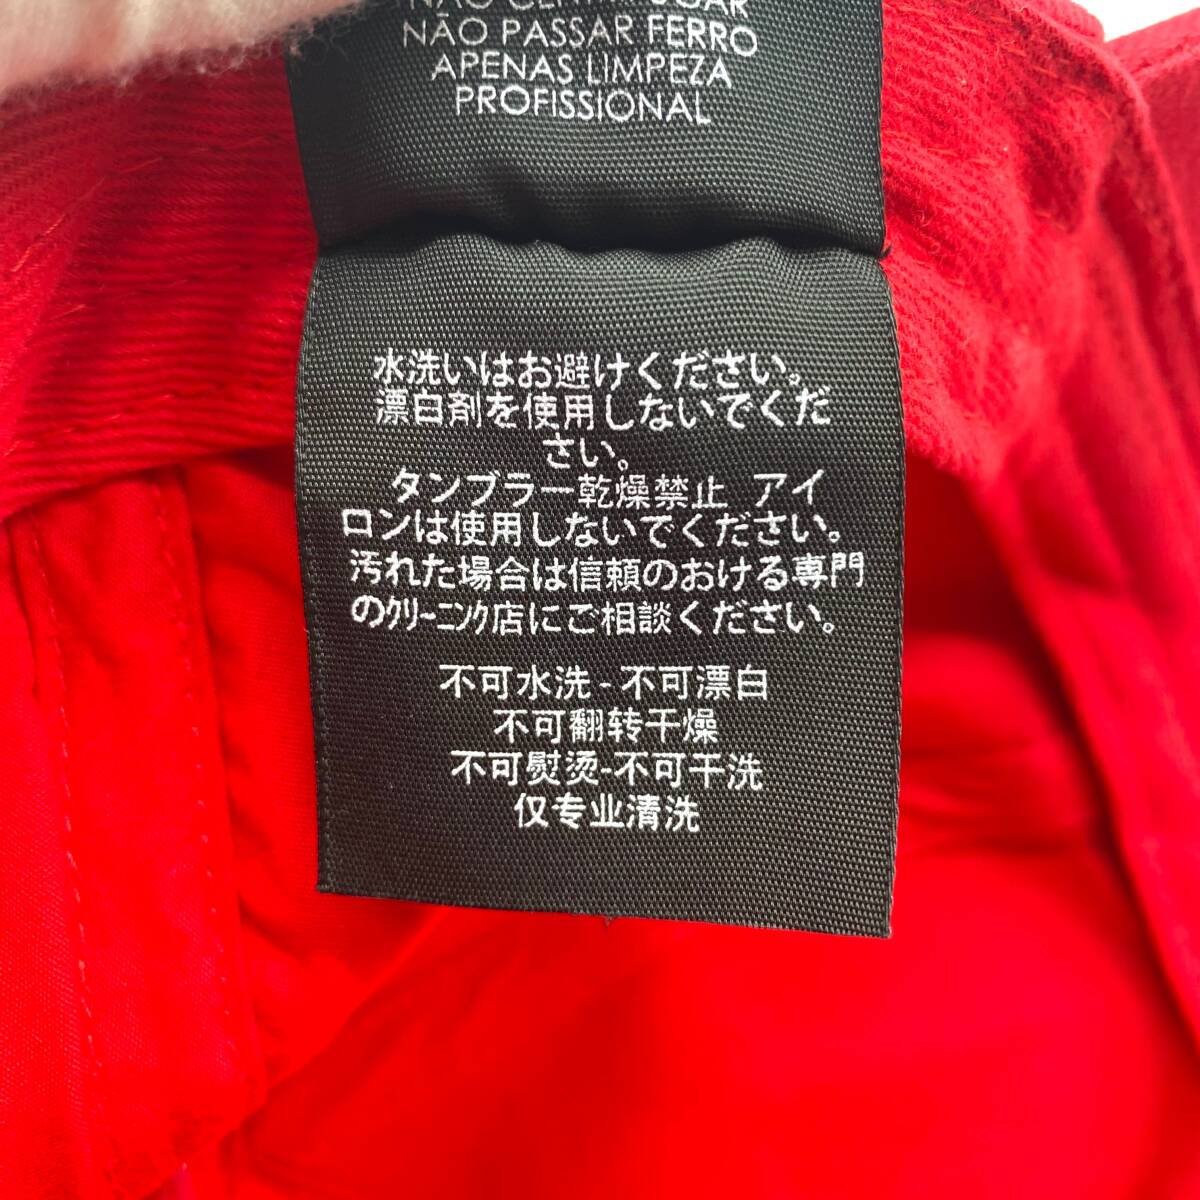 NÃO CENTRIFUGAR
NÃO PASSAR FERRO
APENAS LIMPEZA
PROFISSIONAL
水洗いはお避けください。
漂白剤を使用しないでくだ
さい。
タンブラー乾燥禁止 アイ
ロンは使用しないでください。
汚れた場合は信頼のおける専門
のｸﾘｰﾆﾝｸ店にご相談ください。
不可水洗 - 不可漂白
不可翻转干燥
不可熨烫-不可干洗
仅专业清洗